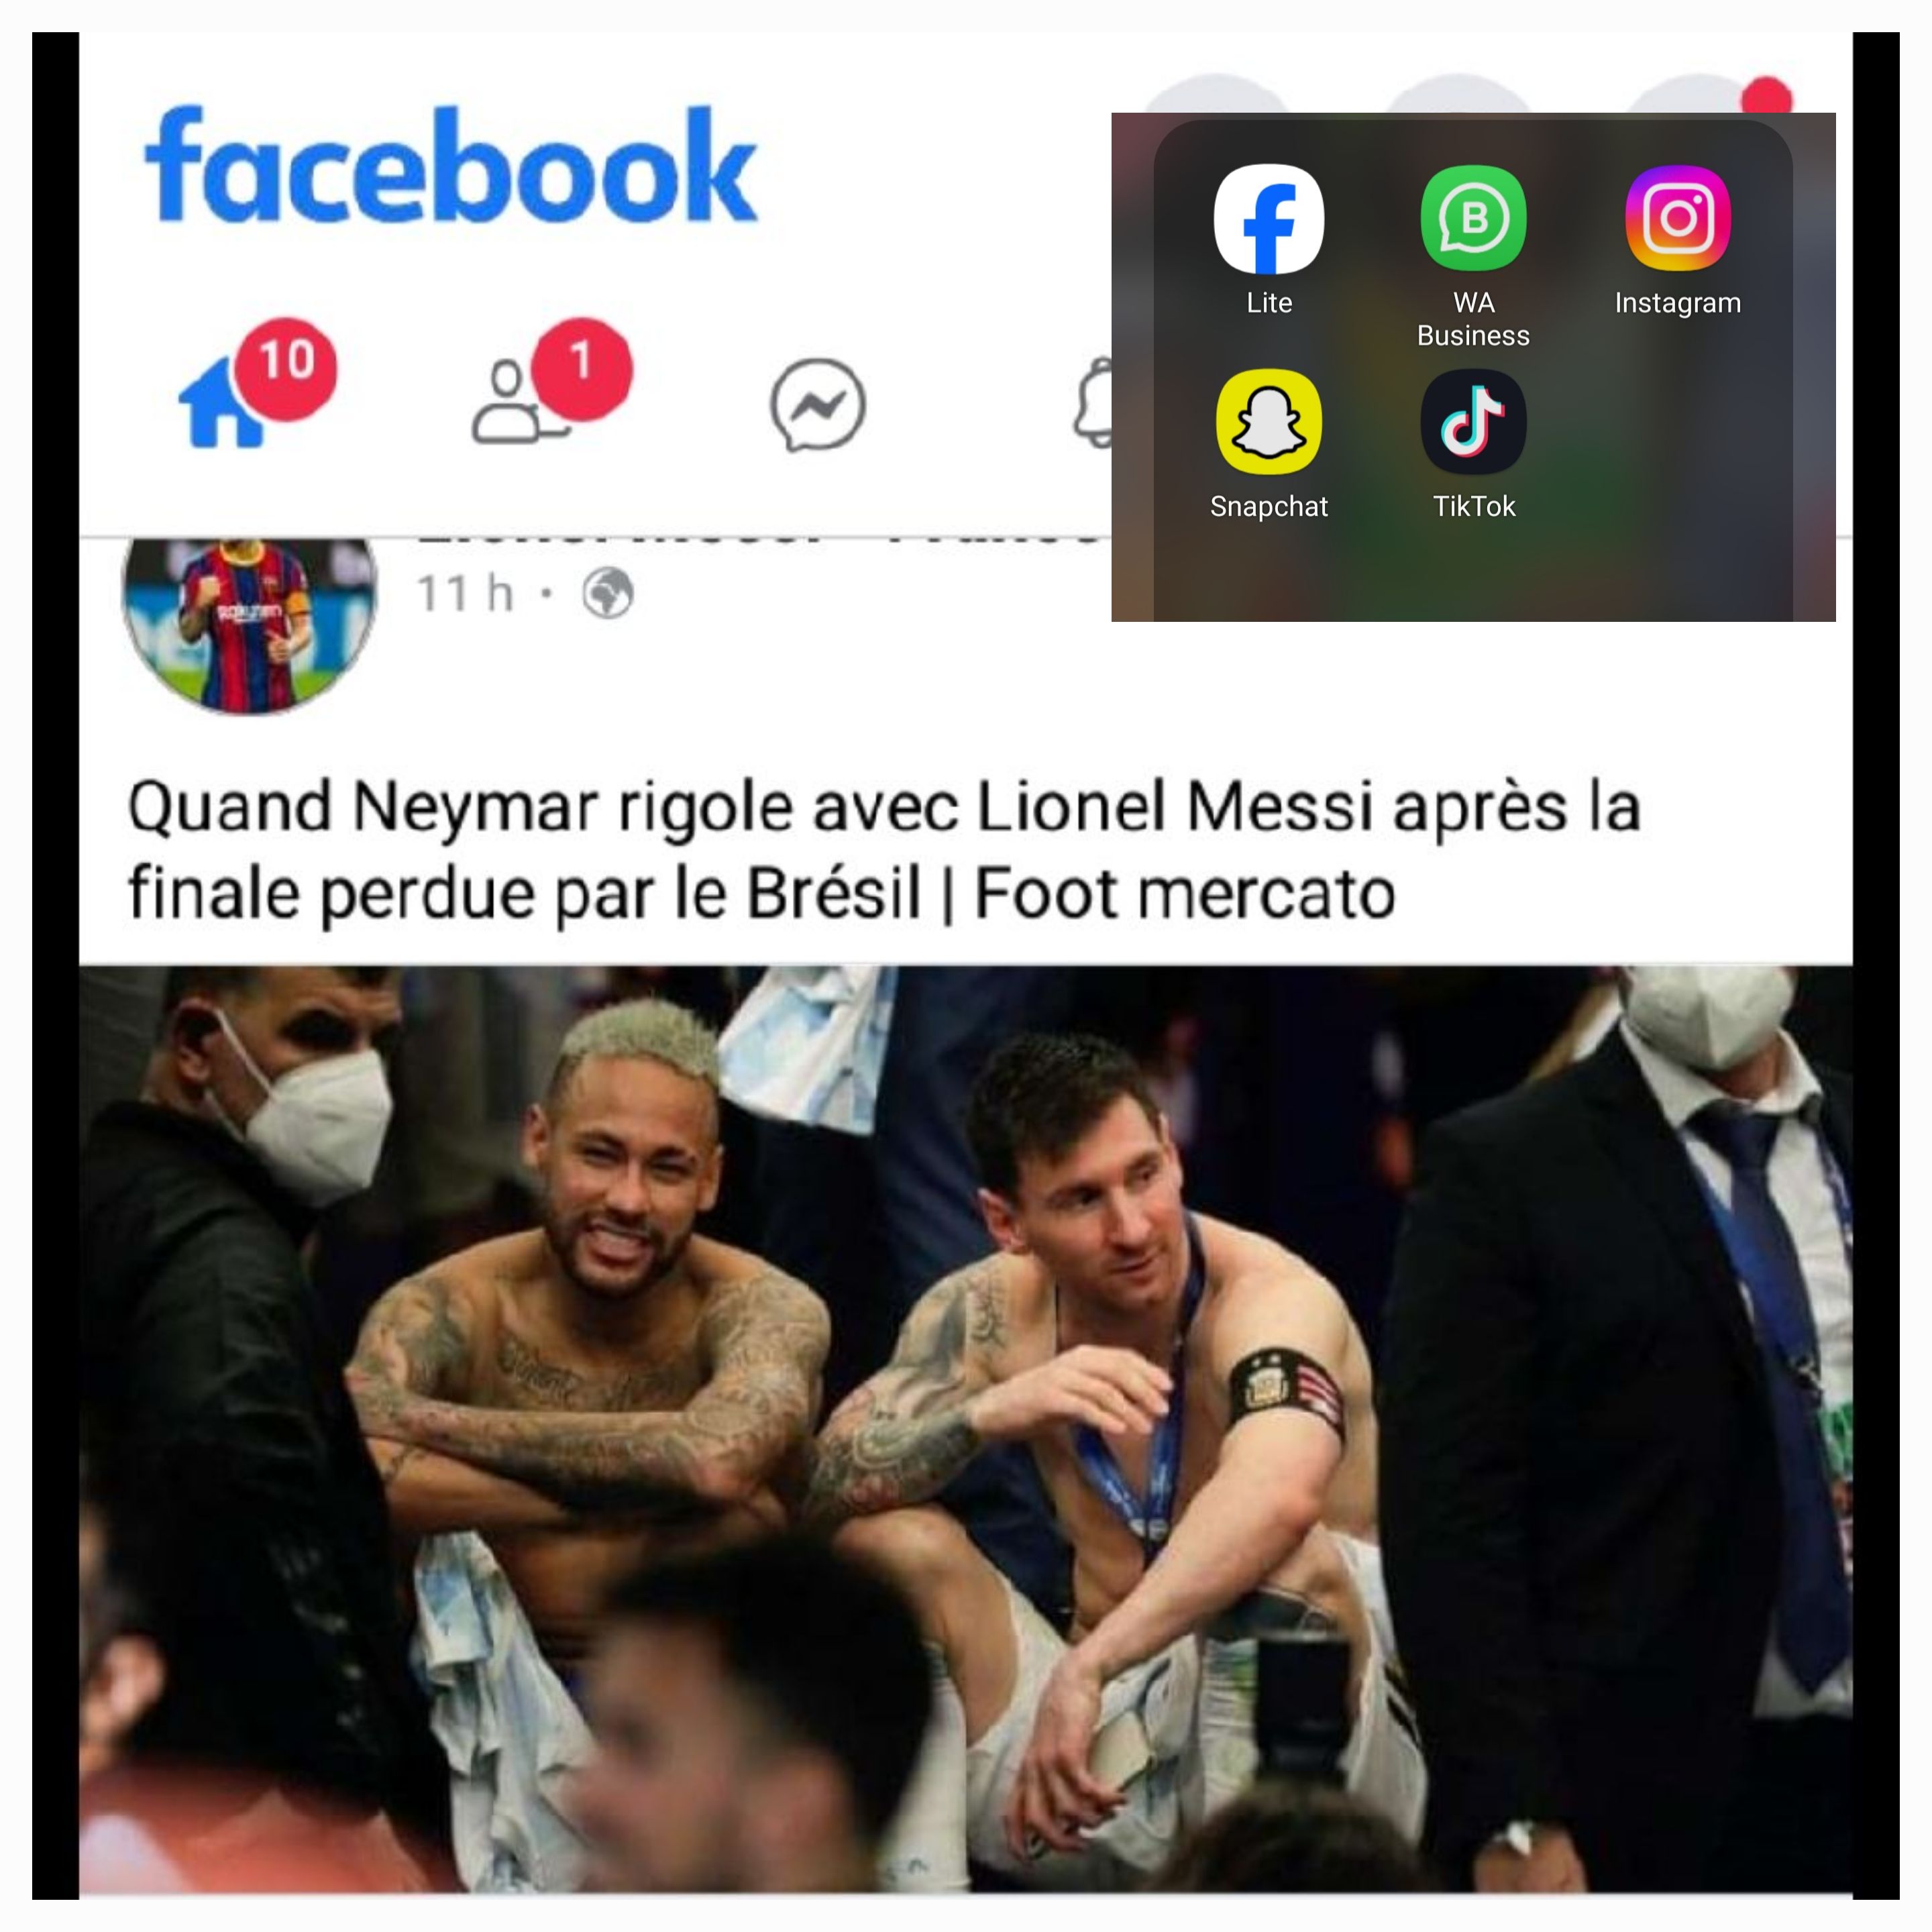 facebook
Lite
WA
Business
Instagram
10
1
Snapchat
TikTok
11 h ·
Quand Neymar rigole avec Lionel Messi après la
finale perdue par le Brésil | Foot mercato